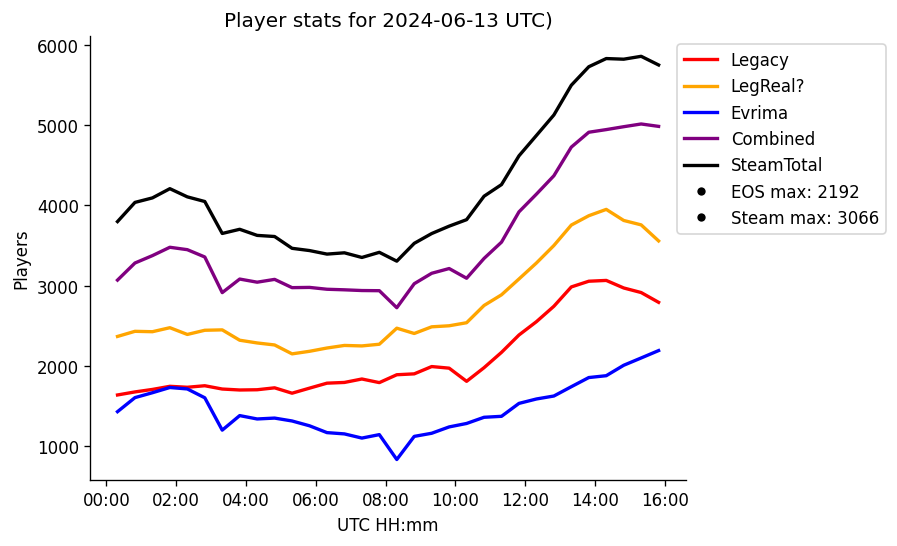 Player stats for 2024-06-13 UTC)
6000
5000
4000
3000
2000
1000
Players
00:00 02:00 04:00 06:00 08:00 10:00 12:00 14:00 16:00
UTC HH:mm
Legacy
LegReal?
Evrima
Combined
SteamTotal
EOS max: 2192
Steam max: 3066